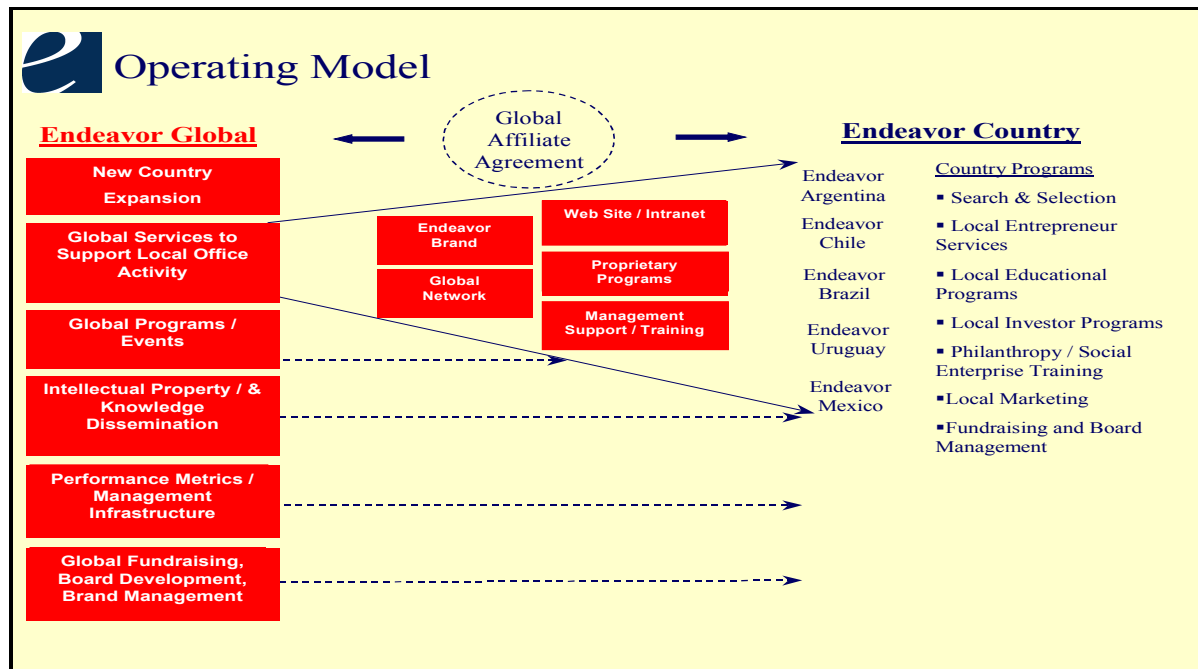 e Operating Model
Endeavor Global
Global
Affiliate
Agreement
Endeavor Country
New Country
Expansion
Global Services to
Support Local Office
Activity
Global Programs /
Events
Intellectual Property / &
Knowledge
Dissemination
Performance Metrics /
Management
Infrastructure
Global Fundraising,
Board Development,
Brand Management
Endeavor
Brand
Global
Network
Web Site / Intranet
Proprietary
Programs
Management
Support / Training
Endeavor
Argentina
Endeavor
Chile
Endeavor
Brazil
Endeavor
Uruguay
Endeavor
Mexico
Country Programs
▪ Search & Selection
▪ Local Entrepreneur
Services
▪ Local Educational
Programs
▪ Local Investor Programs
▪ Philanthropy / Social
Enterprise Training
▪Local Marketing
▪Fundraising and Board
Management